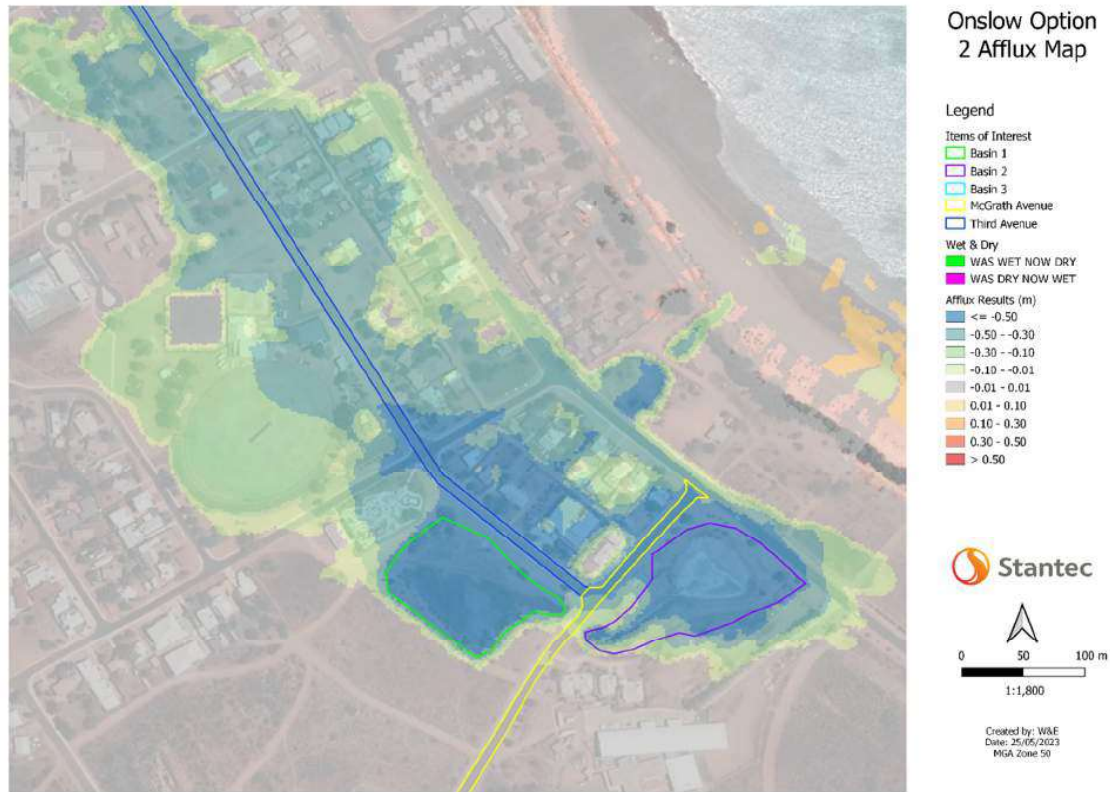 Onslow Option
2 Afflux Map
Legend
Items of Interest
Basin 1
Basin 2
Basin 3
McGrath Avenue
Third Avenue
Wet & Dry
WAS WET NOW DRY
WAS DRY NOW WET
Afflux Results (m)
<= -0.50
-0.50 - -0.30
-0.30 - -0.10
-0.10 - -0.01
-0.01 - 0.01
0.01 - 0.10
0.10 - 0.30
0.30 - 0.50
> 0.50
Stantec
0 50 100 m
1:1,800
Created by: W&E
Date: 25/05/2023
MGA Zone 50